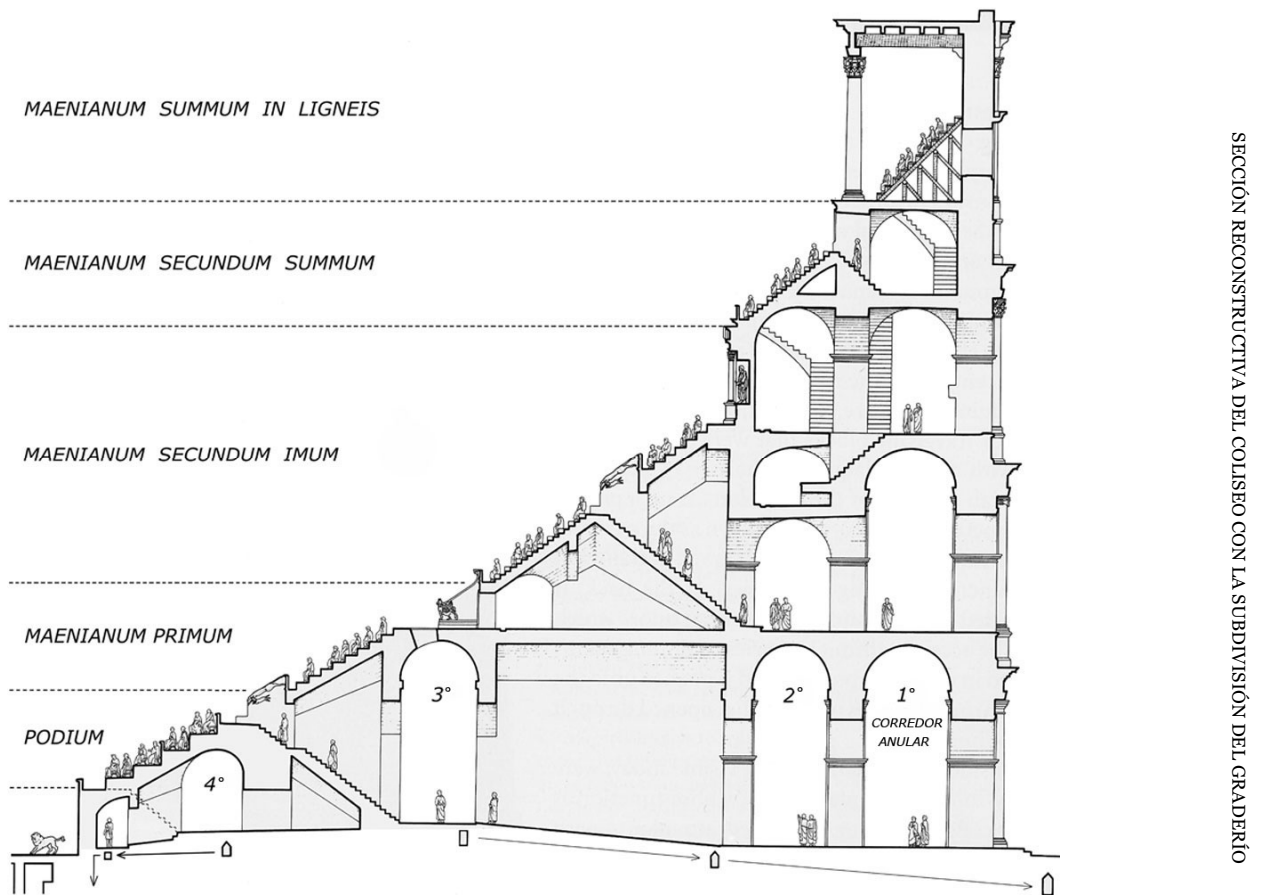 MAENIANUM SUMMUM IN LIGNEIS
MAENIANUM SECUNDUM SUMMUM
MAENIANUM SECUNDUM IMUM
MAENIANUM PRIMUM
PODIUM
4°
3°
2°
1°
CORREDOR
ANULAR
SECCIÓN RECONSTRUCTIVA DEL COLISEO CON LA SUBDIVISIÓN DEL GRADERÍO